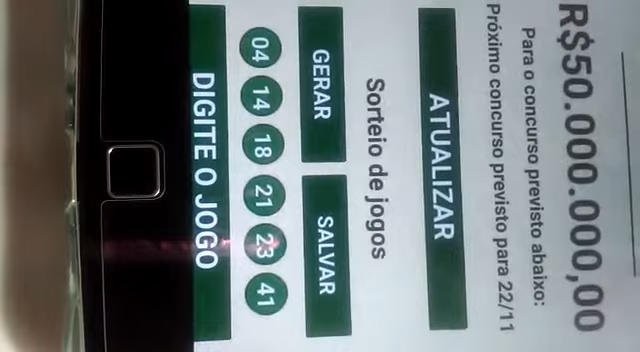 R$50.000.000,00
Para o concurso previsto abaixo:
Próximo concurso previsto para 22/11
ATUALIZAR
Sorteio de jogos
GERAR SALVAR
04 14 18 21 23 41
DIGITE O JOGO